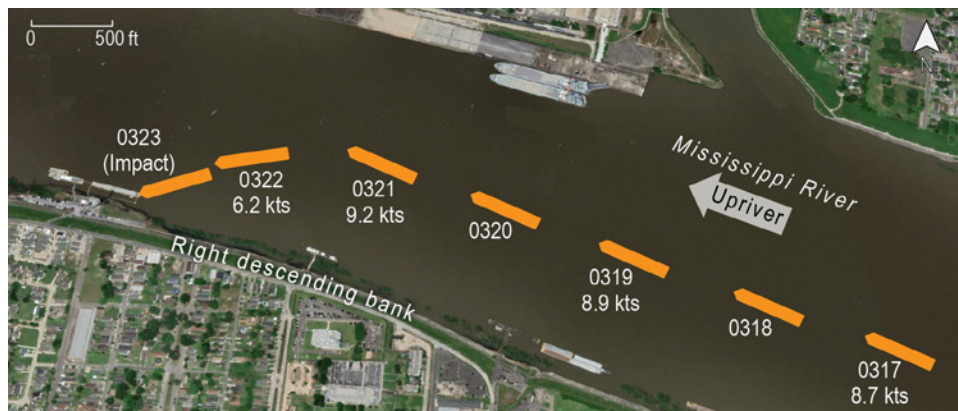 0 500 ft
N
0323
(Impact)
0322
6.2 kts
0321
9.2 kts
0320
0319
8.9 kts
0318
0317
8.7 kts
Mississippi River
Upriver
Right descending bank